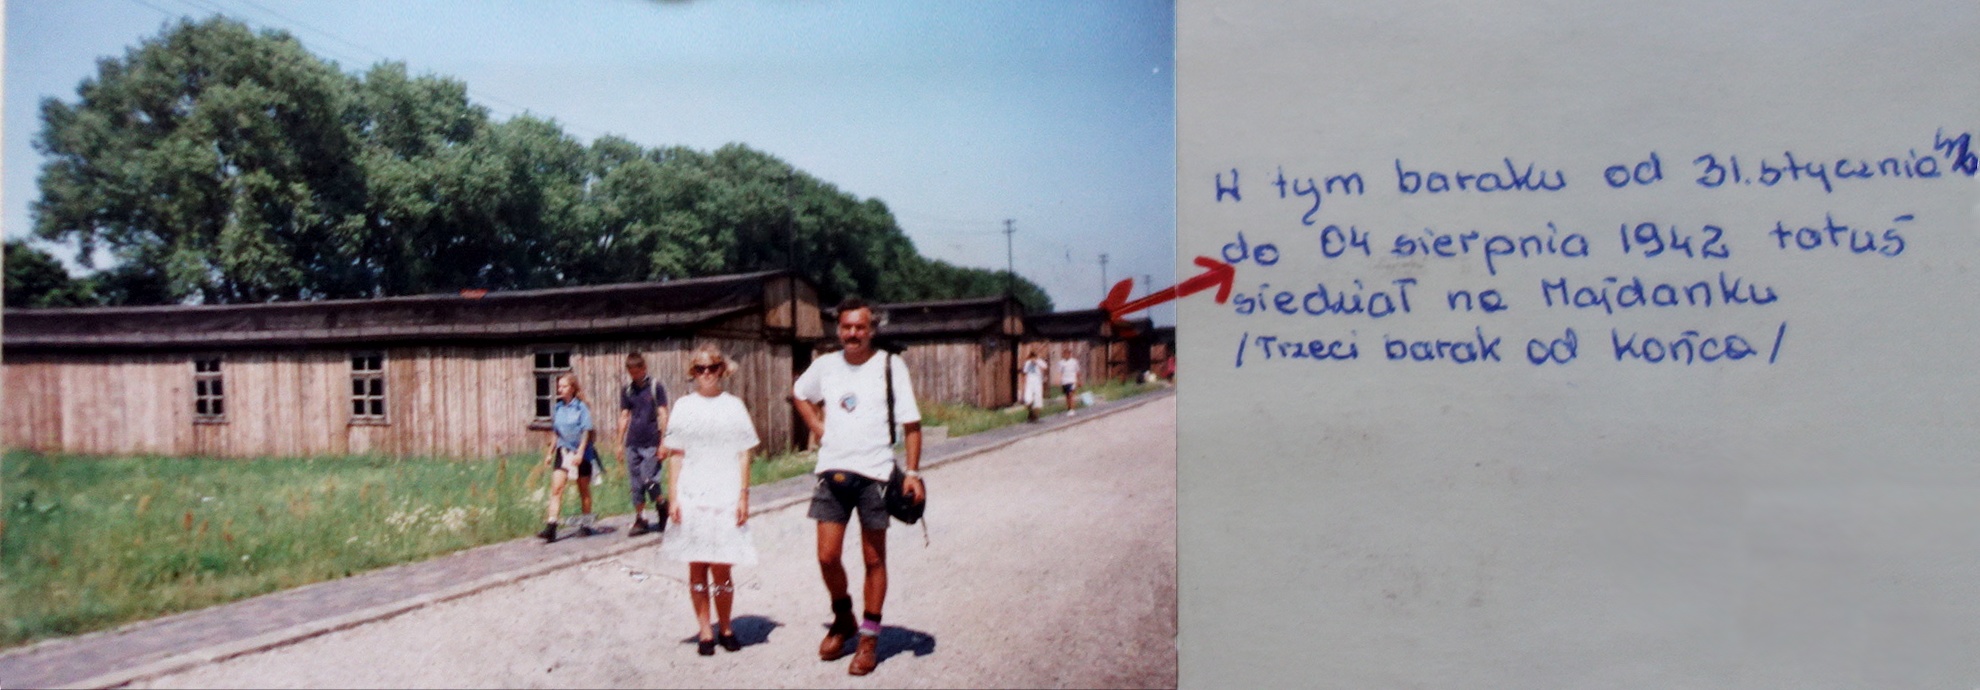 W tym baraku od 31. stycznia
do 04 sierpnia 1942 tatuś
siedział na Majdanku
/Trzeci barak od końca/